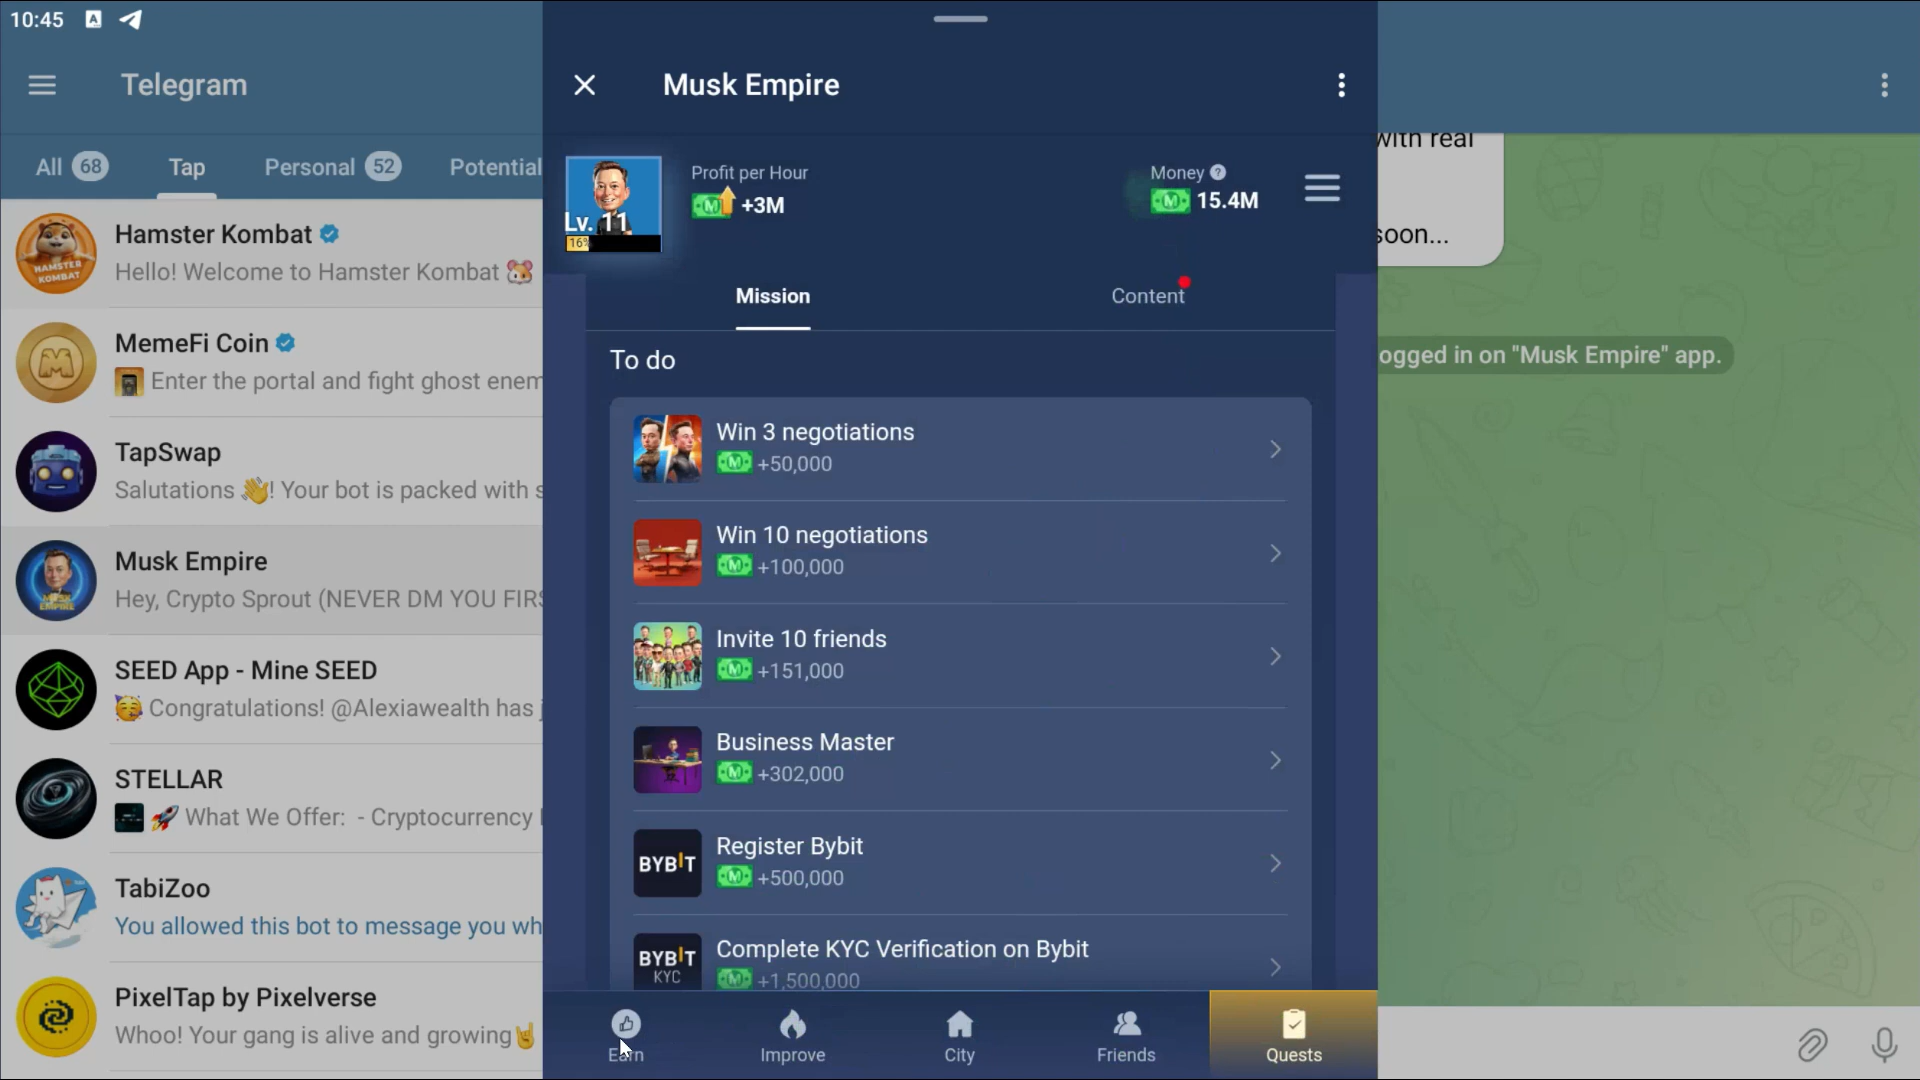 10:45
Telegram
All 68
Tap
Personal 52
Potential
Hamster Kombat
Hello! Welcome to Hamster Kombat
MemeFi Coin
Enter the portal and fight ghost enem
TapSwap
Salutations 👋! Your bot is packed with s
Musk Empire
Hey, Crypto Sprout (NEVER DM YOU FIRS
SEED App - Mine SEED
🥳 Congratulations! @Alexiawealth has j
STELLAR
🚀 What We Offer: - Cryptocurrency
TabiZoo
You allowed this bot to message you wh
PixelTap by Pixelverse
Whoo! Your gang is alive and growing🤘
HAMSTER
KOMBAT
MUSK
EMPIRE
Musk Empire
Lv. 11
16%
Profit per Hour
+3M
Money ?
15.4M
Mission
Content
To do
Win 3 negotiations
+50,000
Win 10 negotiations
+100,000
Invite 10 friends
+151,000
Business Master
+302,000
BYBIT
Register Bybit
+500,000
BYBIT
KYC
Complete KYC Verification on Bybit
+1,500,000
Earn
Improve
City
Friends
Quests
with real
soon...
ogged in on "Musk Empire" app.